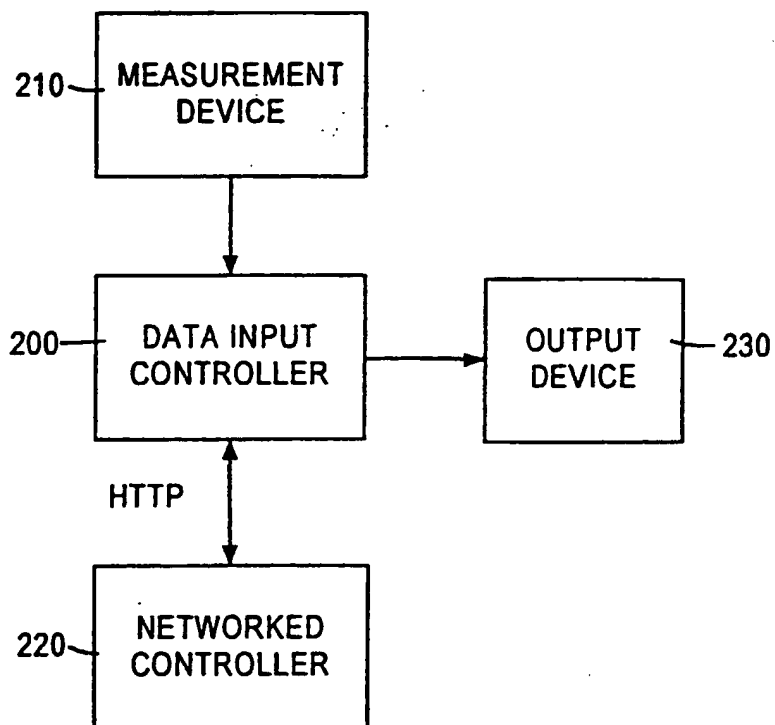 210
MEASUREMENT
DEVICE
200
DATA INPUT
CONTROLLER
OUTPUT
DEVICE
230
HTTP
220
NETWORKED
CONTROLLER